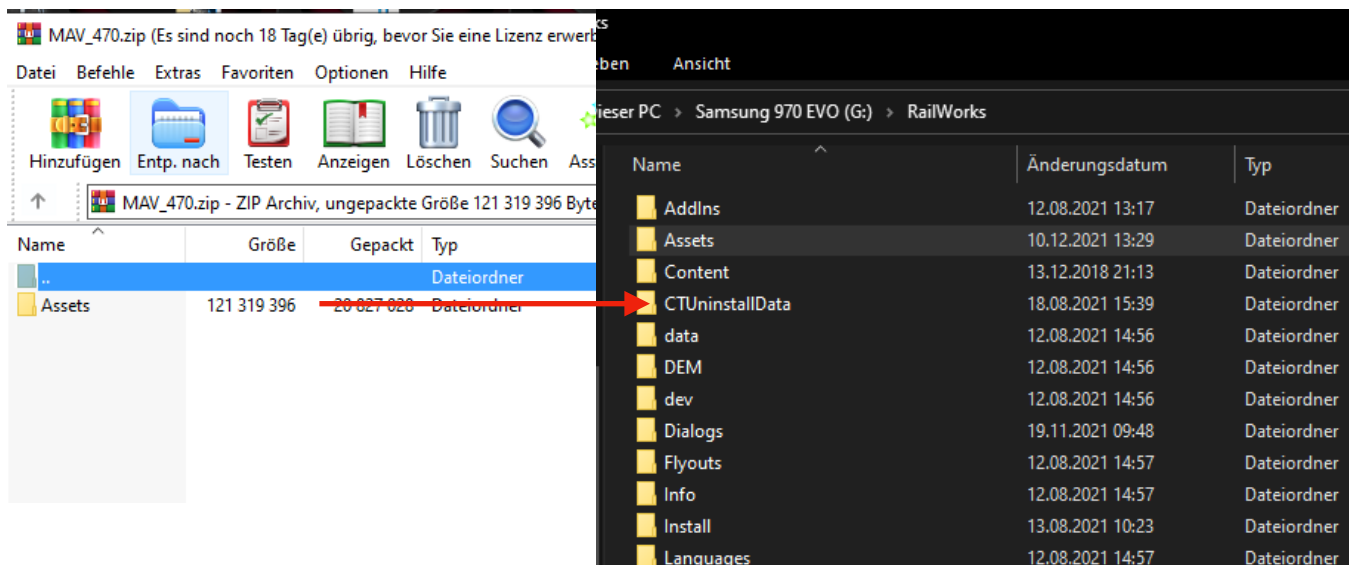 MAV_470.zip (Es sind noch 18 Tag(e) übrig, bevor Sie eine Lizenz
Datei Befehle Extras Favoriten Optionen Hilfe
Hinzufügen Entp. nach Testen Anzeigen Löschen Suchen Ass
MAV_470.zip - ZIP Archiv, ungepackte Größe 121 319 396 Byte
Name Größe Gepackt Typ
.. Dateiordner
Assets 121 319 396 20 827 028 Dateiordner
Ansicht
ieser PC > Samsung 970 EVO (G:) > RailWorks
Name Änderungsdatum Typ
AddIns 12.08.2021 13:17 Dateiordner
Assets 10.12.2021 13:29 Dateiordner
Content 13.12.2018 21:13 Dateiordner
CTUninstallData 18.08.2021 15:39 Dateiordner
data 12.08.2021 14:56 Dateiordner
DEM 12.08.2021 14:56 Dateiordner
dev 12.08.2021 14:56 Dateiordner
Dialogs 19.11.2021 09:48 Dateiordner
Flyouts 12.08.2021 14:57 Dateiordner
Info 12.08.2021 14:57 Dateiordner
Install 13.08.2021 10:23 Dateiordner
Languages 12.08.2021 14:57 Dateiordner